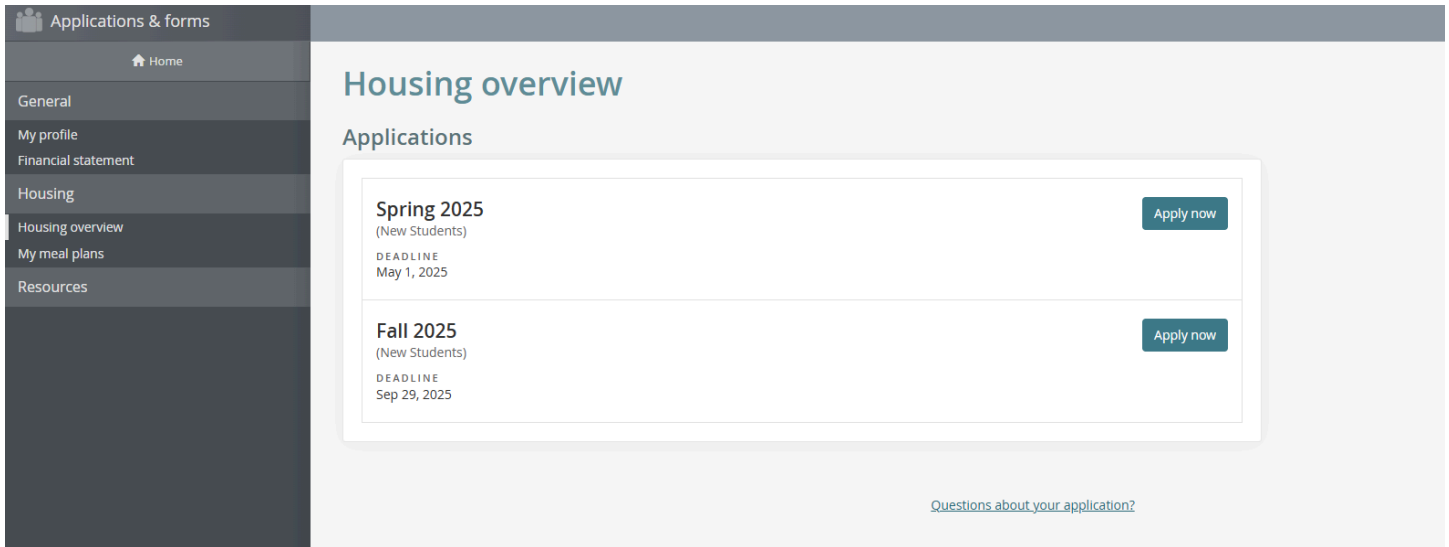 Applications & forms
Home
General
My profile
Financial statement
Housing
Housing overview
My meal plans
Resources
Housing overview
Applications
Spring 2025
Apply now
(New Students)
DEADLINE
May 1, 2025
Fall 2025
Apply now
(New Students)
DEADLINE
Sep 29, 2025
Questions about your application?